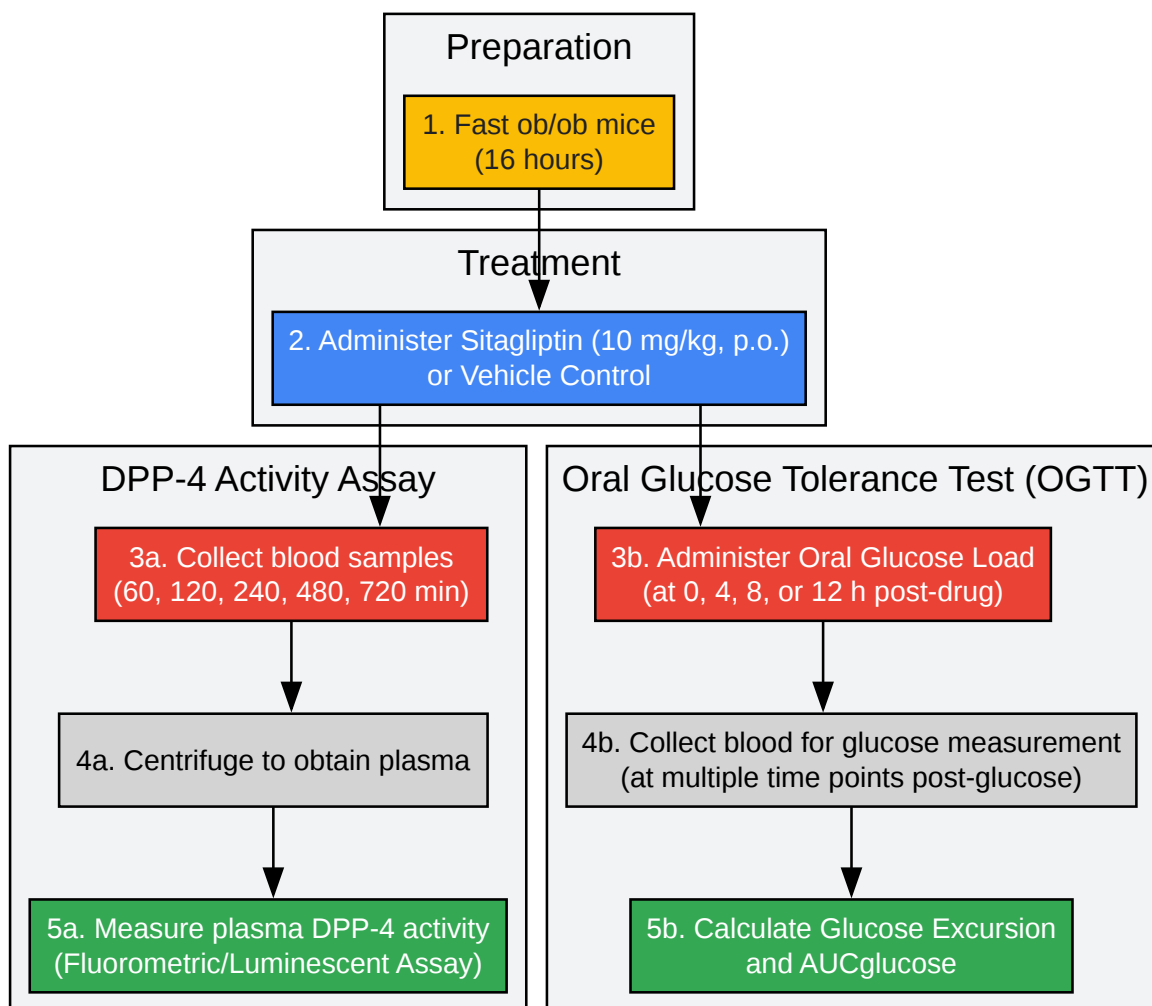 Preparation
1. Fast ob/ob mice
(16 hours)
Treatment
2. Administer Sitagliptin (10 mg/kg, p.o.)
or Vehicle Control
DPP-4 Activity Assay
3a. Collect blood samples
(60, 120, 240, 480, 720 min)
4a. Centrifuge to obtain plasma
5a. Measure plasma DPP-4 activity
(Fluorometric/Luminescent Assay)
Oral Glucose Tolerance Test (OGTT)
3b. Administer Oral Glucose Load
(at 0, 4, 8, or 12 h post-drug)
4b. Collect blood for glucose measurement
(at multiple time points post-glucose)
5b. Calculate Glucose Excursion
and AUCglucose